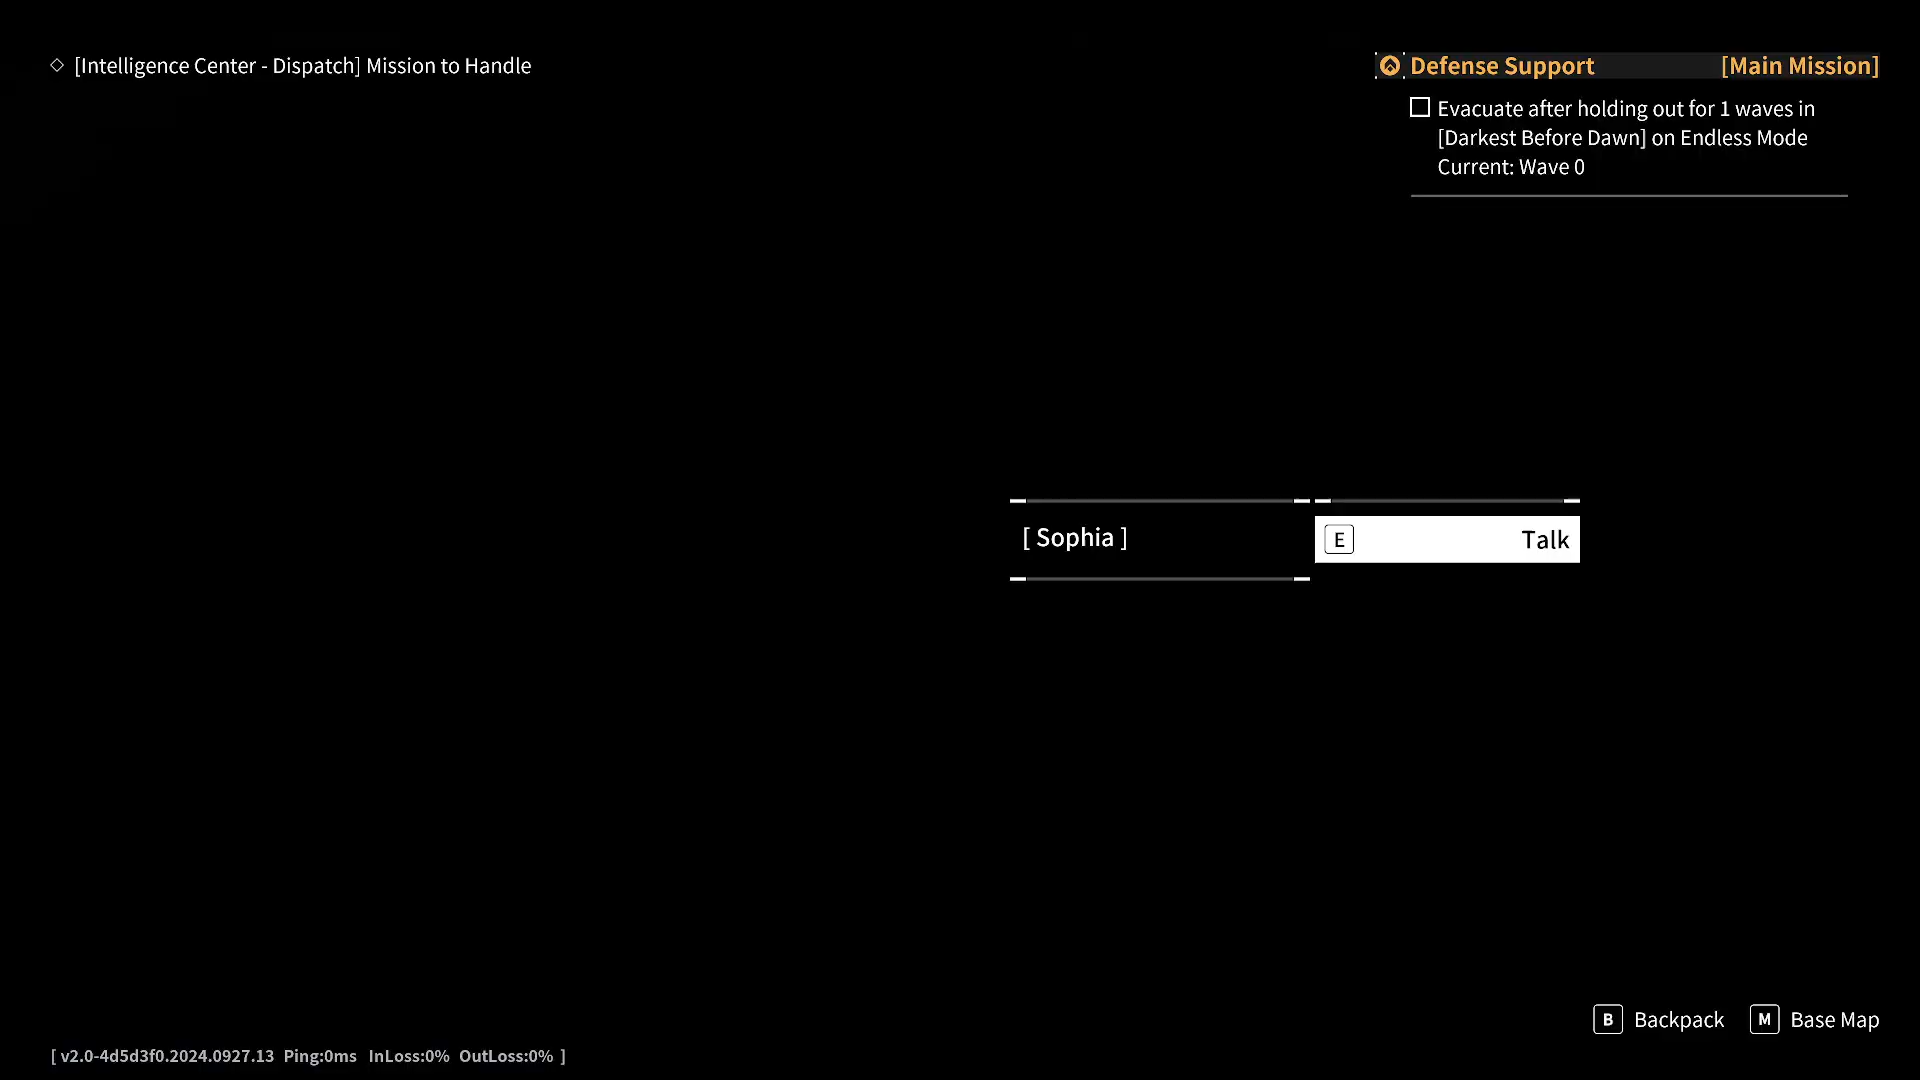 [Intelligence Center - Dispatch] Mission to Handle
Defense Support [Main Mission]
Evacuate after holding out for 1 waves in
[Darkest Before Dawn] on Endless Mode
Current: Wave 0
[ Sophia ]
E Talk
B Backpack M Base Map
[ v2.0-4d5d3f0.2024.0927.13 Ping:0ms InLoss:0% OutLoss:0% ]